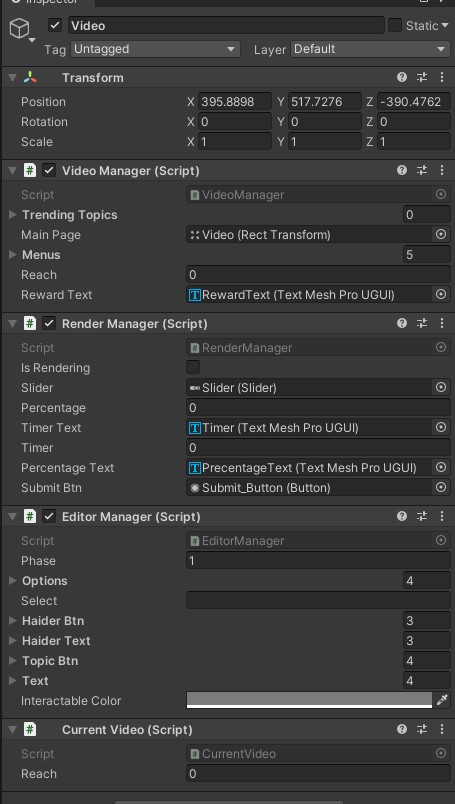 Inspector
Video
Static
Tag Untagged Layer Default
Transform
Position X 395.8898 Y 517.7276 Z -390.4762
Rotation X 0 Y 0 Z 0
Scale X 1 Y 1 Z 1
# Video Manager (Script)
Script # VideoManager
Trending Topics 0
Main Page Video (Rect Transform)
Menus 5
Reach 0
Reward Text T RewardText (Text Mesh Pro UGUI)
# Render Manager (Script)
Script # RenderManager
Is Rendering
Slider Slider (Slider)
Percentage 0
Timer Text T Timer (Text Mesh Pro UGUI)
Timer 0
Percentage Text T PrecentageText (Text Mesh Pro UGUI)
Submit Btn Submit_Button (Button)
# Editor Manager (Script)
Script # EditorManager
Phase 1
Options 4
Select
Haider Btn 3
Haider Text 3
Topic Btn 4
Text 4
Interactable Color
# Current Video (Script)
Script # CurrentVideo
Reach 0